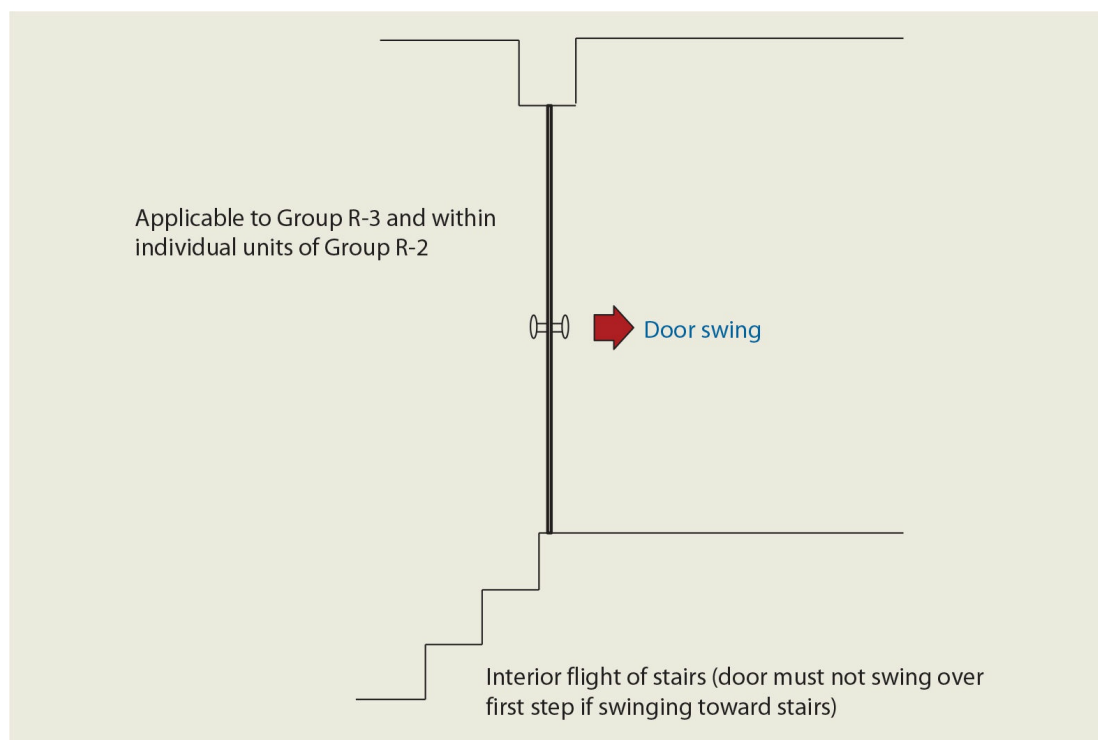 Applicable to Group R-3 and within
individual units of Group R-2
Door swing
Interior flight of stairs (door must not swing over
first step if swinging toward stairs)